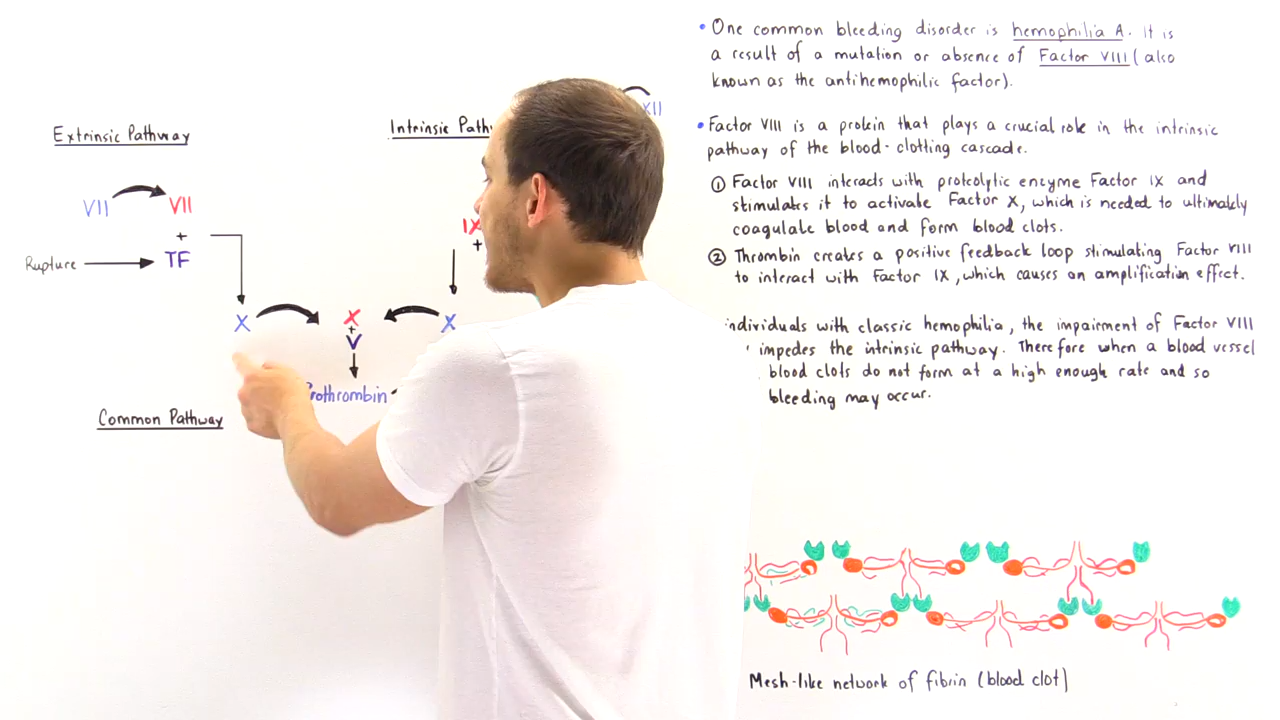 Extrinsic Pathway
VII VII
+
Rupture TF
X X X
+
V
Prothrombin
Common Pathway
Intrinsic
XII
IX
+
• One common bleeding disorder is hemophilia A. It is
a result of a mutation or absence of Factor VIII (also
known as the antihemophilic factor).
• Factor VIII is a protein that plays a crucial role in the intrinsic
pathway of the blood-clotting cascade.
① Factor VIII interacts with proteolytic enzyme Factor IX and
stimulates it to activate Factor X, which is needed to ultimately
coagulate blood and form blood clots.
② Thrombin creates a positive feedback loop stimulating Factor VIII
to interact with Factor IX, which causes an amplification effect.
individuals with classic hemophilia, the impairment of Factor VIII
impedes the intrinsic pathway. Therefore when a blood vessel
blood clots do not form at a high enough rate and so
bleeding may occur.
Mesh-like network of fibrin (blood clot)